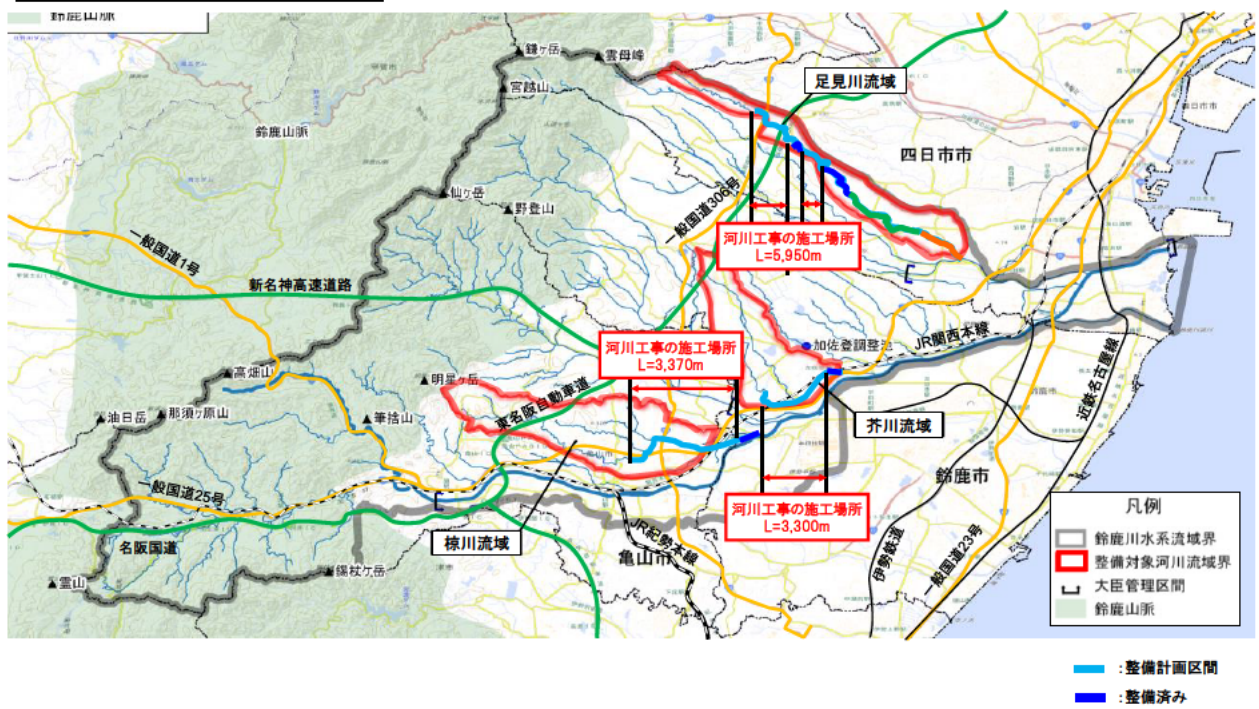 鈴鹿山脈
鎌ヶ岳
雲母峰
足見川流域
宮越山
鈴鹿山脈
四日市市
四日市市
仙ヶ岳
野登山
一般国道306号
河川工事の施工場所
L=5,950m
一般国道1号
新名神高速道路
河川工事の施工場所
L=3,370m
加佐登調整池
JR関西本線
近鉄名古屋線
高畑山
明星ヶ岳
東名阪自動車道
油日岳
那須ヶ原山
筆捨山
芥川流域
鈴鹿市
一般国道25号
河川工事の施工場所
L=3,300m
名阪国道
椋川流域
JR紀勢本線
亀山市
伊勢鉄道
一般国道23号
霊山
錫杖ケ岳
凡例
鈴鹿川水系流域界
整備対象河川流域界
大臣管理区間
鈴鹿山脈
:整備計画区間
:整備済み